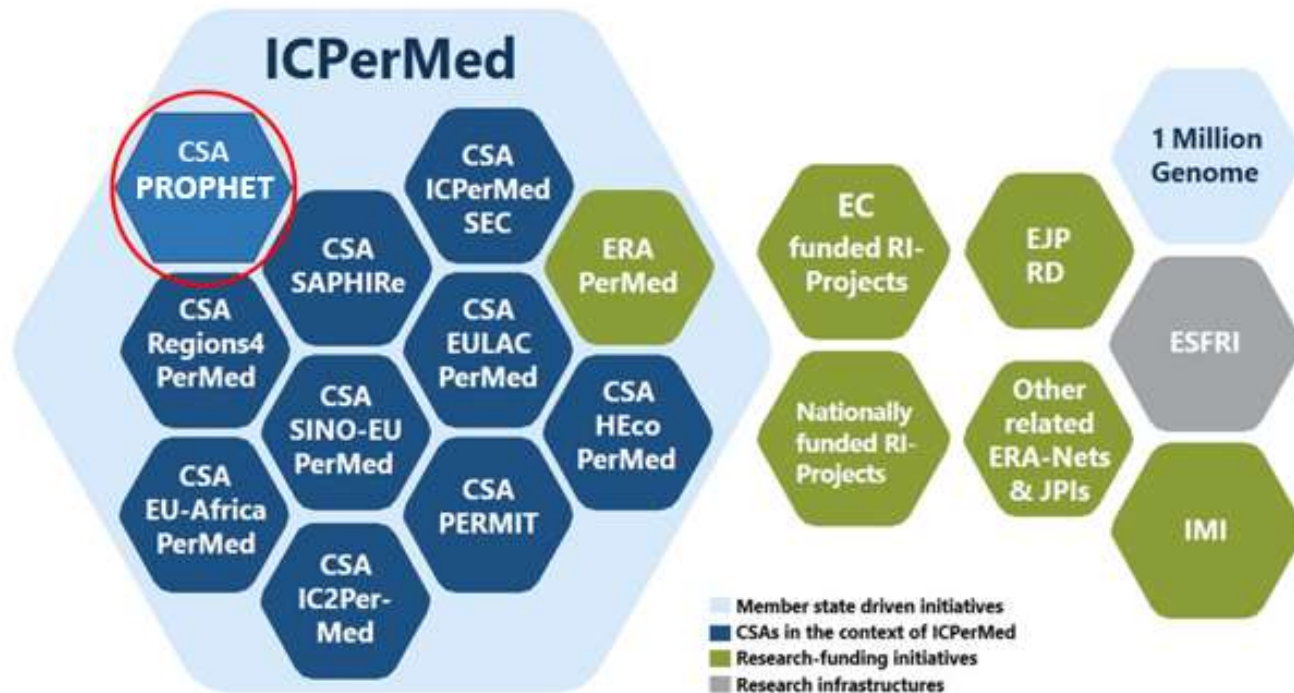 ICPerMed
CSA
PROPHET
CSA
ICPerMed
SEC
CSA
SAPHIRe
ERA
PerMed
CSA
Regions4
PerMed
CSA
EULAC
PerMed
CSA
SINO-EU
PerMed
CSA
HEco
PerMed
CSA
EU-Africa
PerMed
CSA
PERMIT
CSA
IC2Per-
Med
EC
funded RI-
Projects
EJP
RD
1 Million
Genome
Nationally
funded RI-
Projects
Other
related
ERA-Nets
& JPIs
ESFRI
IMI
Member state driven initiatives
CSAs in the context of ICPerMed
Research-funding initiatives
Research infrastructures